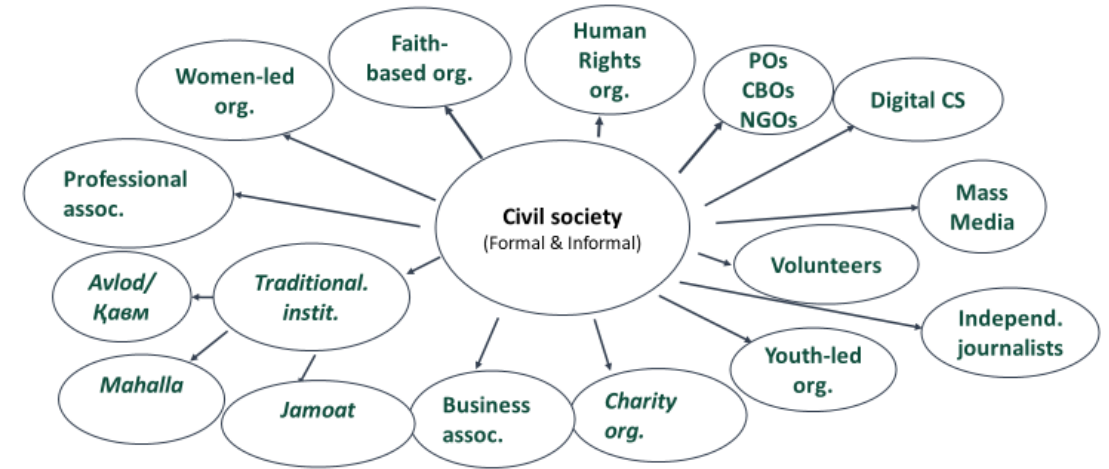 Human
Rights
org.
Faith-
based org.
POs
CBOs
NGOs
Women-led
org.
Digital CS
Professional
assoc.
Mass
Media
Civil society
(Formal & Informal)
Volunteers
Avlod/
Қавм
Traditional.
instit.
Independ.
journalists
Youth-led
org.
Mahalla
Jamoat
Business
assoc.
Charity
org.